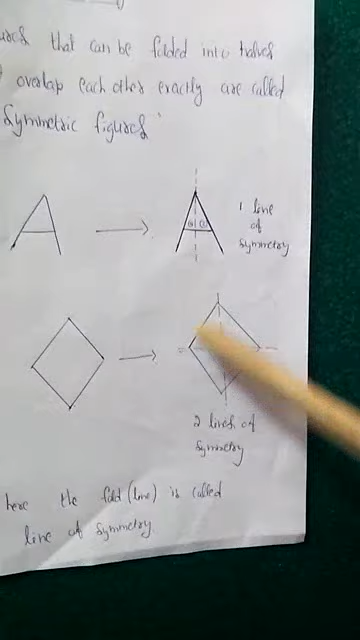 that can be folded into halves
overlap each other exactly are called
Symmetric figures
1 line
of
symmetry
2 lines of
symmetry
here the fold (line) is called
line of symmetry.